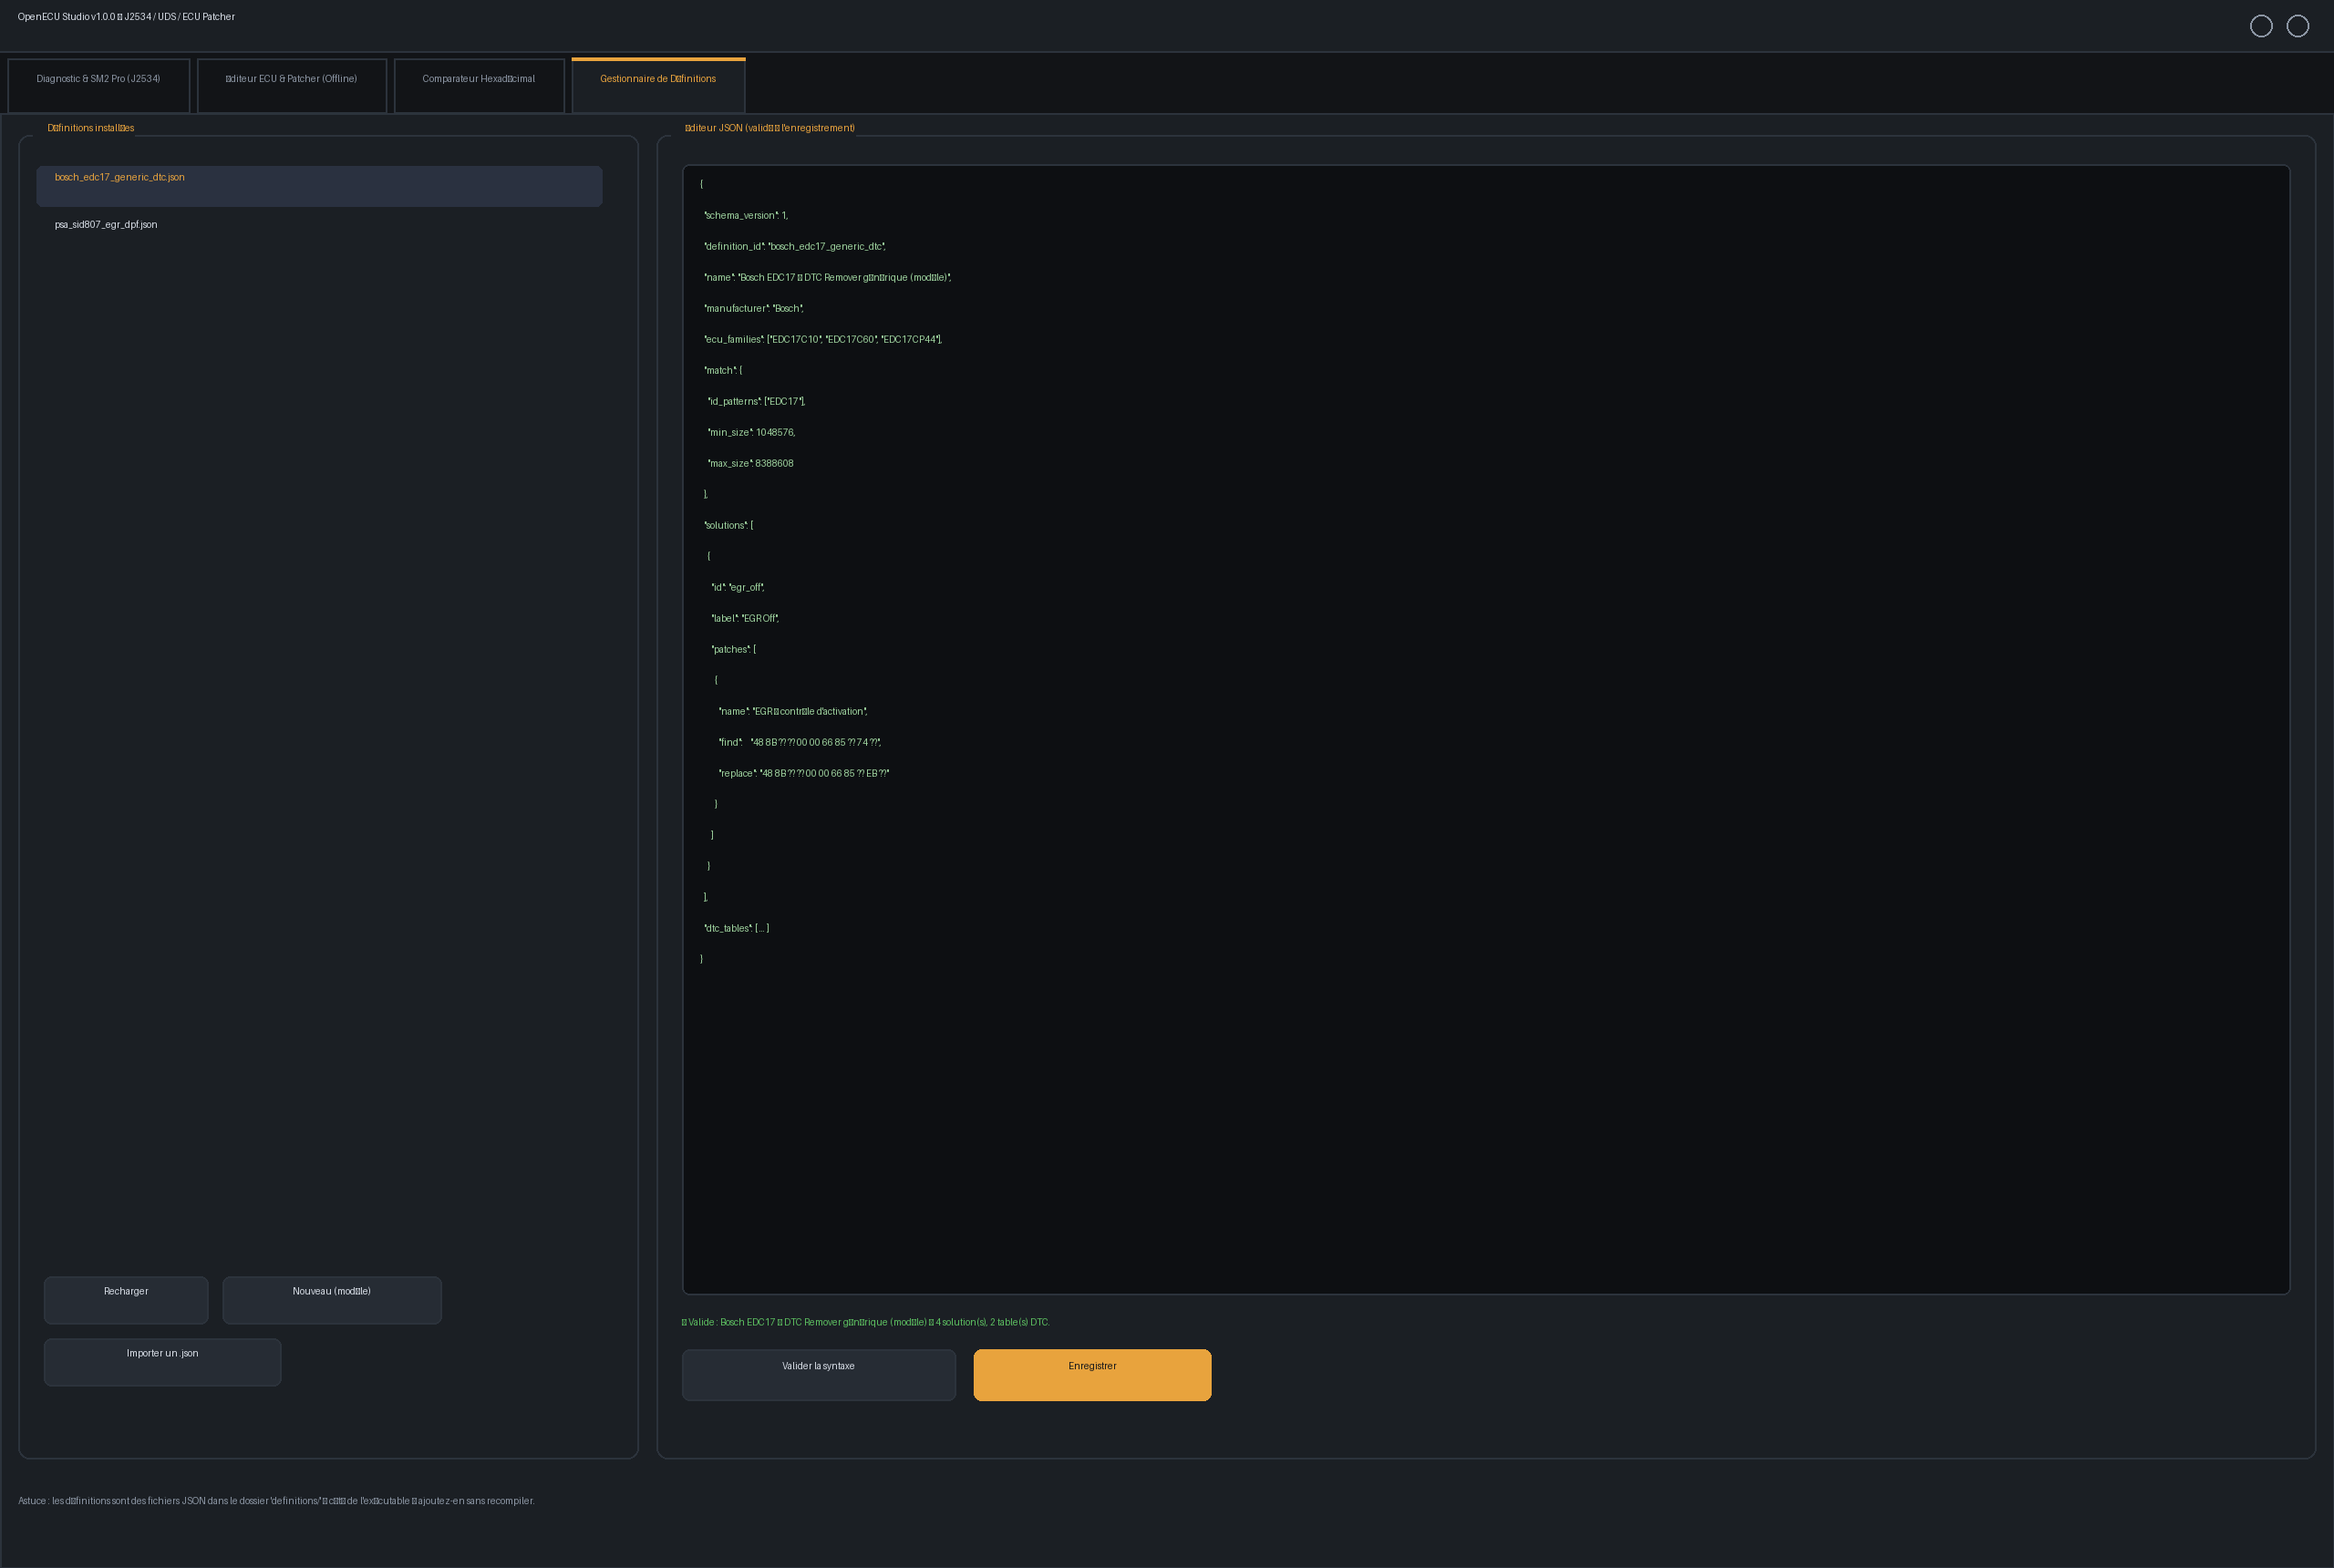 OpenECU Studio v1.0.0 □ J2534 / UDS / ECU Patcher
Diagnostic & SM2 Pro (J2534)
□diteur ECU & Patcher (Offline)
Comparateur Hexad□cimal
Gestionnaire de D□finitions
D□finitions install□es
bosch_edc17_generic_dtc.json
psa_sid807_egr_dpf.json
Recharger
Nouveau (mod□le)
Importer un .json
□diteur JSON (valid□ □ l'enregistrement)
{
"schema_version": 1,
"definition_id": "bosch_edc17_generic_dtc",
"name": "Bosch EDC17 □ DTC Remover g□n□rique (mod□le)",
"manufacturer": "Bosch",
"ecu_families": ["EDC17C10", "EDC17C60", "EDC17CP44"],
"match": {
"id_patterns": ["EDC17"],
"min_size": 1048576,
"max_size": 8388608
},
"solutions": [
{
"id": "egr_off",
"label": "EGR Off",
"patches": [
{
"name": "EGR □ contr□le d'activation",
"find": "48 8B ?? ?? 00 00 66 85 ?? 74 ??",
"replace": "48 8B ?? ?? 00 00 66 85 ?? EB ??"
}
]
}
],
"dtc_tables": [ ... ]
}
□ Valide : Bosch EDC17 □ DTC Remover g□n□rique (mod□le) □ 4 solution(s), 2 table(s) DTC.
Valider la syntaxe
Enregistrer
Astuce : les d□finitions sont des fichiers JSON dans le dossier 'definitions/' □ c□t□ de l'ex□cutable □ ajoutez-en sans recompiler.